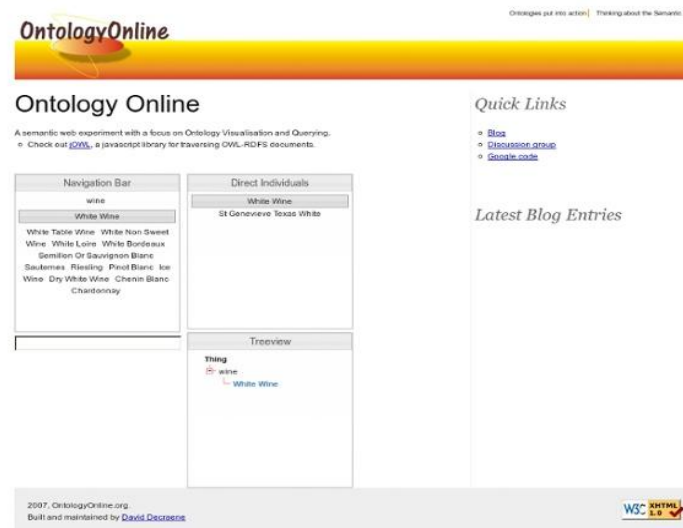 Ontologies put into action | Thinking about the Semantic
OntologyOnline
Ontology Online
A semantic web experiment with a focus on Ontology Visualisation and Querying.
Check out jOWL, a javascript library for traversing OWL-RDFS documents.
Quick Links
Blog
Discussion group
Google code
Latest Blog Entries
Navigation Bar
wine
White Wine
White Table Wine White Non Sweet
Wine White Loire White Bordeaux
Semillon Or Sauvignon Blanc
Sauternes Riesling Pinot Blanc Ice
Wine Dry White Wine Chenin Blanc
Chardonnay
Direct Individuals
White Wine
St Genevieve Texas White
Treeview
Thing
wine
White Wine
2007, OntologyOnline.org.
Built and maintained by David Decraene
W3C XHTML 1.0